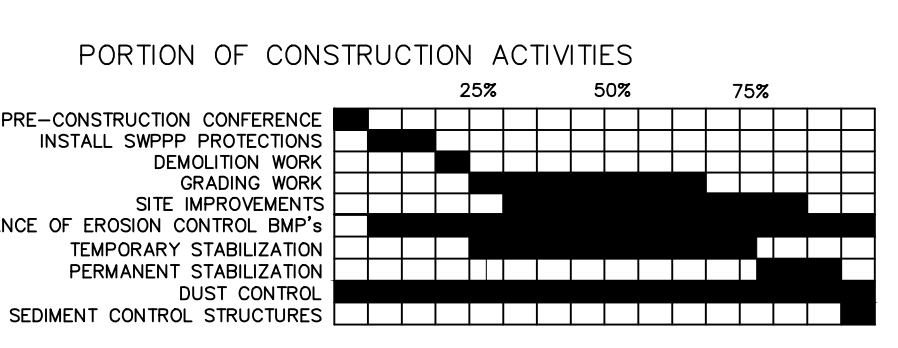 PORTION OF CONSTRUCTION ACTIVITIES
25% 50% 75%
PRE-CONSTRUCTION CONFERENCE
INSTALL SWPPP PROTECTIONS
DEMOLITION WORK
GRADING WORK
SITE IMPROVEMENTS
NCE OF EROSION CONTROL BMP's
TEMPORARY STABILIZATION
PERMANENT STABILIZATION
DUST CONTROL
SEDIMENT CONTROL STRUCTURES